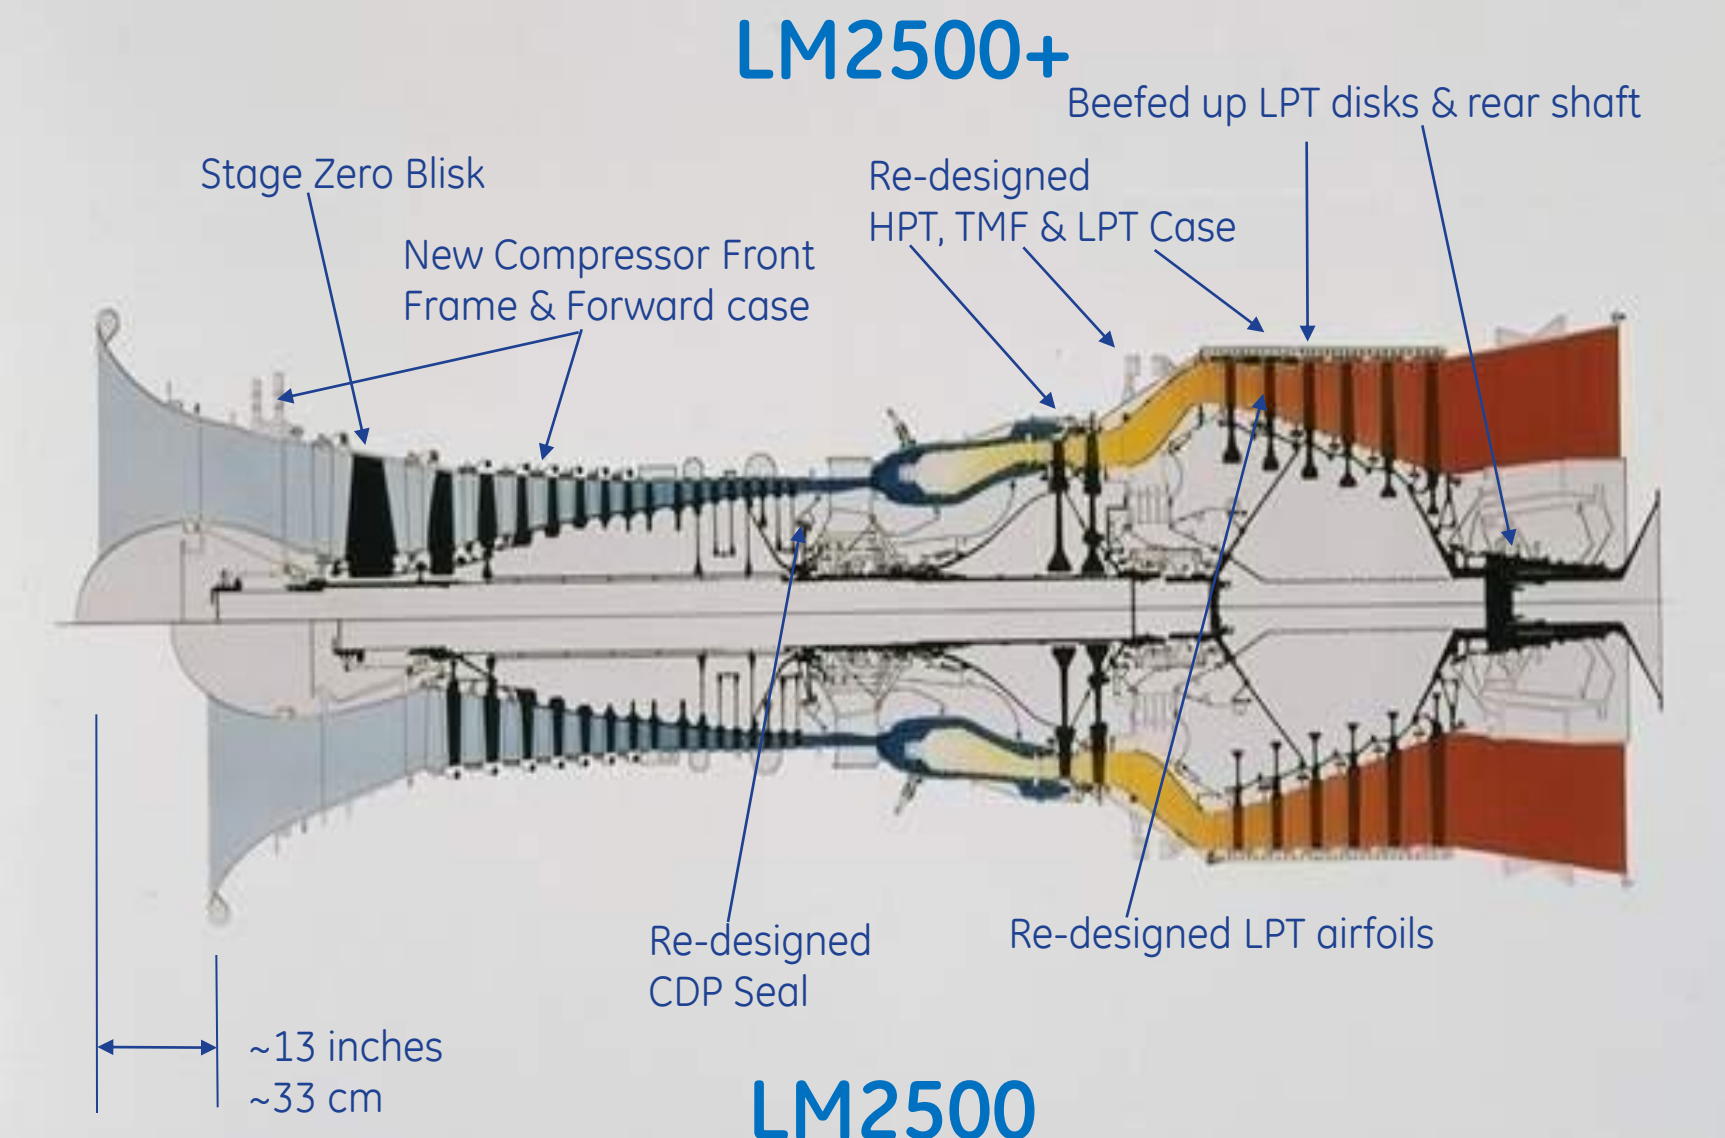 LM2500+
Beefed up LPT disks & rear shaft
Stage Zero Blisk
Re-designed
HPT, TMF & LPT Case
New Compressor Front
Frame & Forward case
Re-designed
CDP Seal
Re-designed LPT airfoils
~13 inches
~33 cm
LM2500